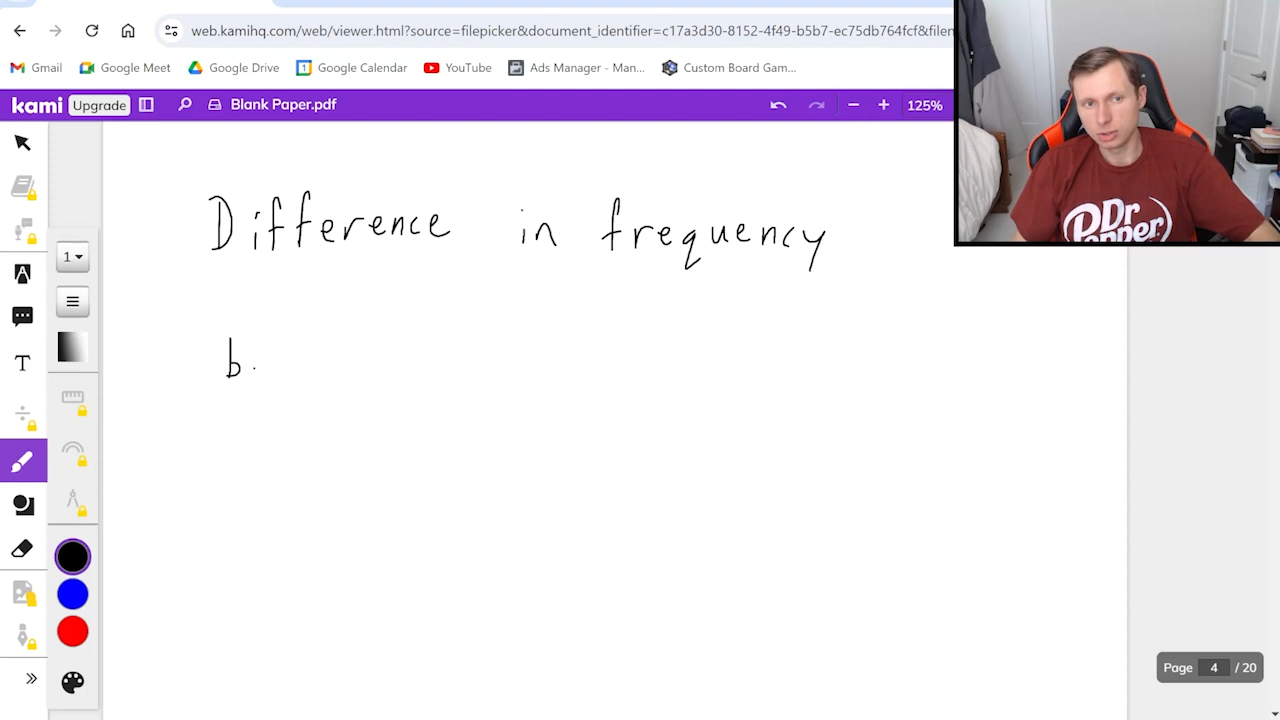 web.kamihq.com/web/viewer.html?source=filepicker&document_identifier=c17a3d30-8152-4f49-b5b7-ec75db764fcf&filen
Gmail Google Meet Google Drive 1 Google Calendar YouTube Ads Manager - Man... Custom Board Gam...
kami Upgrade Blank Paper.pdf 125%
Dr Pepper
Difference in frequency
1
b.
T
Page 4 / 20